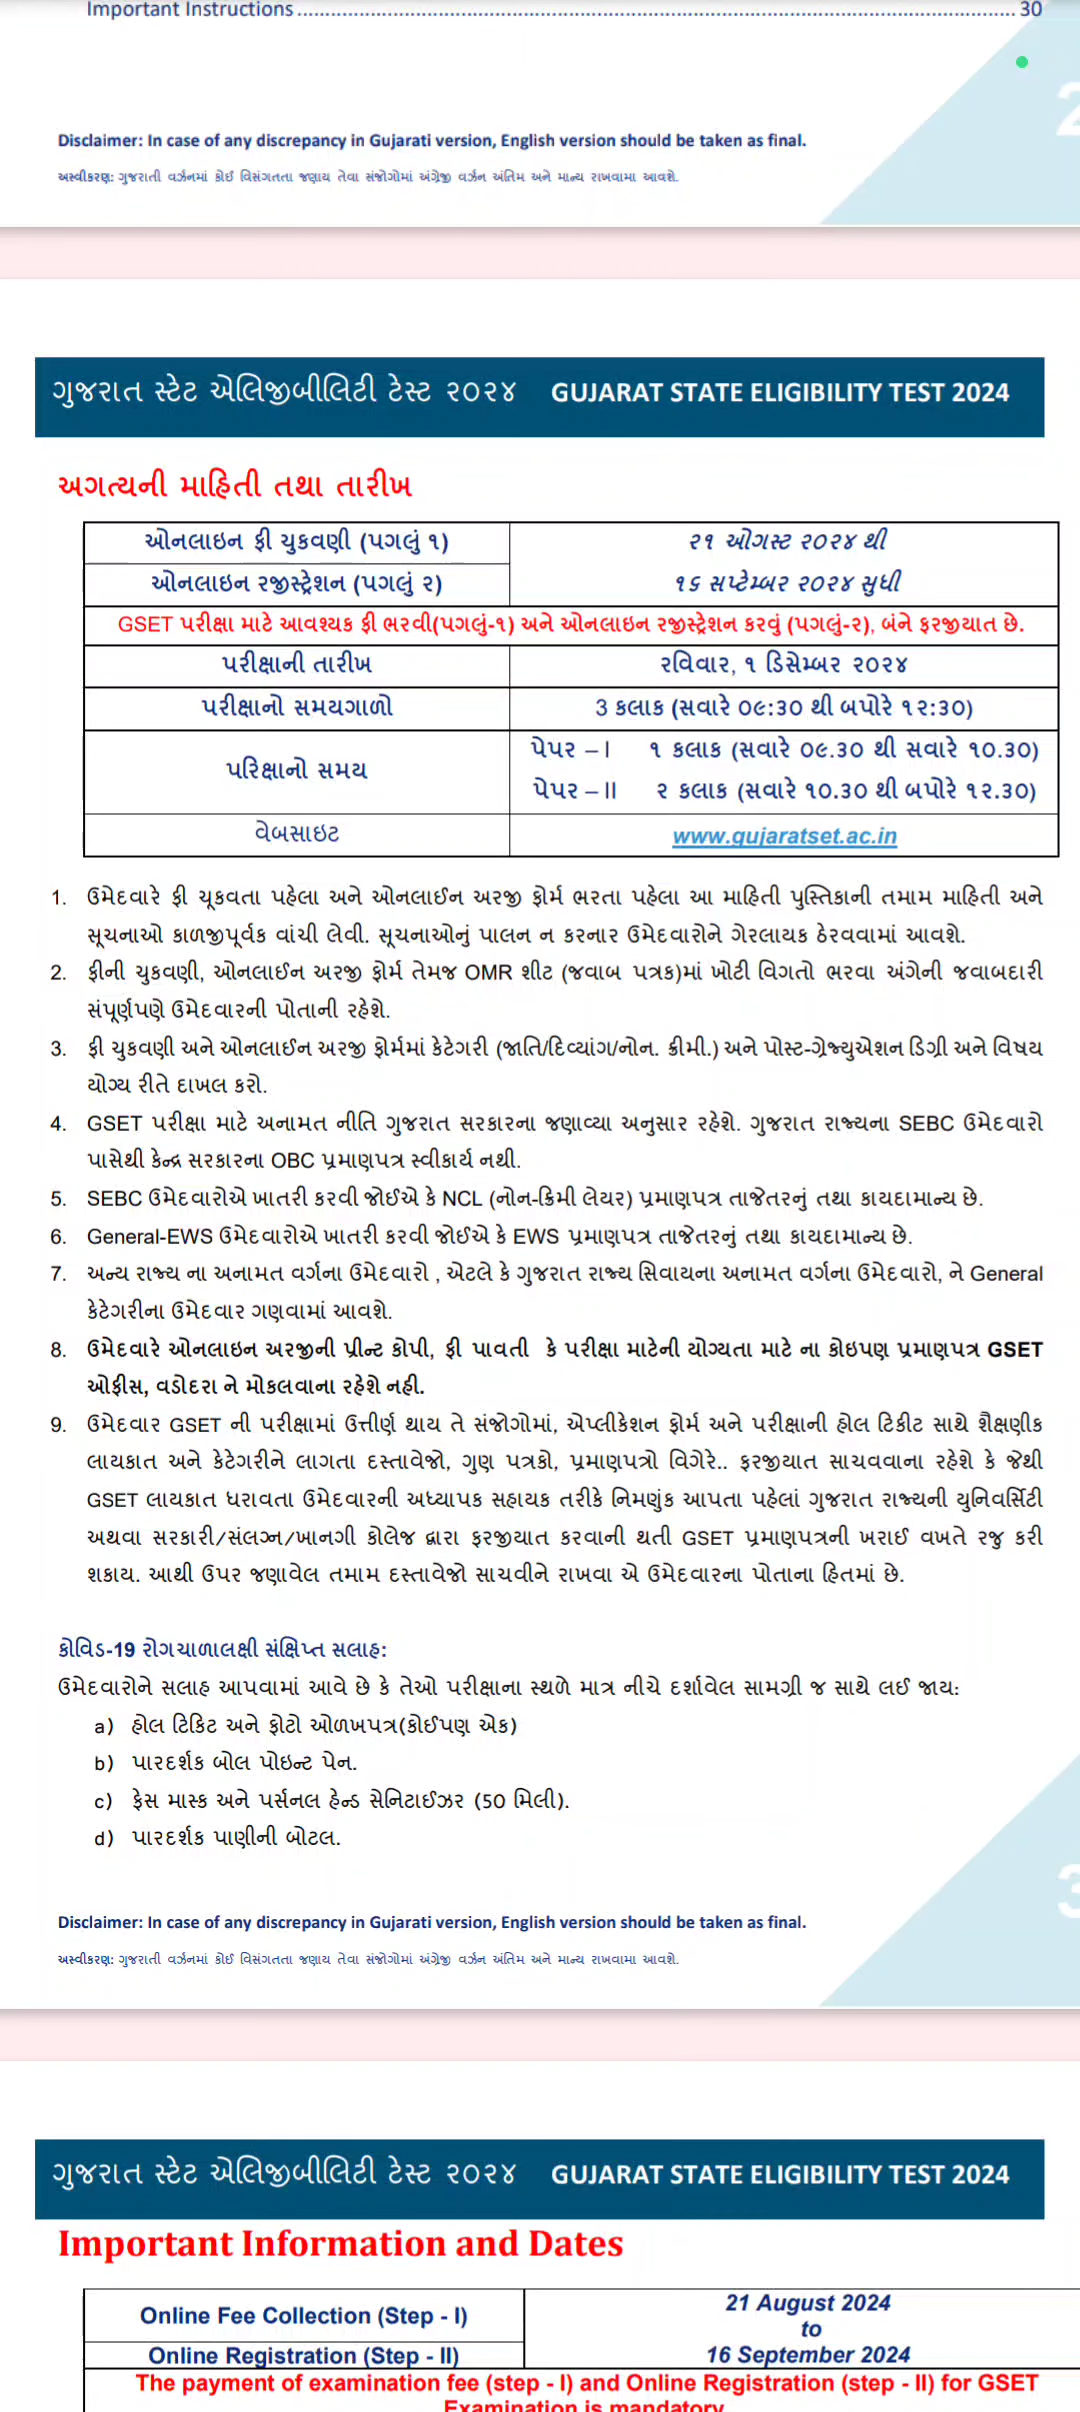 Important Instructions ........................................................................................................................ 30
Disclaimer: In case of any discrepancy in Gujarati version, English version should be taken as final.
અસ્વીકરણ: ગુજરાતી વર્ઝનમાં કોઈ વિસંગતતા જણાય તેવા સંજોગોમાં અંગ્રેજી વર્ઝન અંતિમ અને માન્ય રાખવામા આવશે.
2
ગુજરાત સ્ટેટ એલિજીબીલિટી ટેસ્ટ ૨૦૨૪ GUJARAT STATE ELIGIBILITY TEST 2024
અગત્યની માહિતી તથા તારીખ
ઓનલાઇન ફી ચુકવણી (પગલું ૧)
૨૧ ઓગસ્ટ ૨૦૨૪ થી
ઓનલાઇન રજીસ્ટ્રેશન (પગલું ૨)
૧૬ સપ્ટેમ્બર ૨૦૨૪ સુધી
GSET પરીક્ષા માટે આવશ્યક ફી ભરવી(પગલું-૧) અને ઓનલાઇન રજીસ્ટ્રેશન કરવું (પગલું-૨), બંને ફરજીયાત છે.
પરીક્ષાની તારીખ રવિવાર, ૧ ડિસેમ્બર ૨૦૨૪
પરીક્ષાનો સમયગાળો 3 કલાક (સવારે ૦૯:૩૦ થી બપોરે ૧૨:૩૦)
પરિક્ષાનો સમય
પેપર – I ૧ કલાક (સવારે ૦૯.૩૦ થી સવારે ૧૦.૩૦)
પેપર – II ૨ કલાક (સવારે ૧૦.૩૦ થી બપોરે ૧૨.૩૦)
વેબસાઇટ www.gujaratset.ac.in
1. ઉમેદવારે ફી ચૂકવતા પહેલા અને ઓનલાઈન અરજી ફોર્મ ભરતા પહેલા આ માહિતી પુસ્તિકાની તમામ માહિતી અને
સૂચનાઓ કાળજીપૂર્વક વાંચી લેવી. સૂચનાઓનું પાલન ન કરનાર ઉમેદવારોને ગેરલાયક ઠેરવવામાં આવશે.
2. ફીની ચુકવણી, ઓનલાઈન અરજી ફોર્મ તેમજ OMR શીટ (જવાબ પત્રક)માં ખોટી વિગતો ભરવા અંગેની જવાબદારી
સંપૂર્ણપણે ઉમેદવારની પોતાની રહેશે.
3. ફી ચુકવણી અને ઓનલાઈન અરજી ફોર્મમાં કેટેગરી (જાતિ/દિવ્યાંગ/નોન. ક્રીમી.) અને પોસ્ટ-ગ્રેજ્યુએશન ડિગ્રી અને વિષય
યોગ્ય રીતે દાખલ કરો.
4. GSET પરીક્ષા માટે અનામત નીતિ ગુજરાત સરકારના જણાવ્યા અનુસાર રહેશે. ગુજરાત રાજ્યના SEBC ઉમેદવારો
પાસેથી કેન્દ્ર સરકારના OBC પ્રમાણપત્ર સ્વીકાર્ય નથી.
5. SEBC ઉમેદવારોએ ખાતરી કરવી જોઈએ કે NCL (નોન-ક્રિમી લેયર) પ્રમાણપત્ર તાજેતરનું તથા કાયદામાન્ય છે.
6. General-EWS ઉમેદવારોએ ખાતરી કરવી જોઈએ કે EWS પ્રમાણપત્ર તાજેતરનું તથા કાયદામાન્ય છે.
7. અન્ય રાજ્ય ના અનામત વર્ગના ઉમેદવારો , એટલે કે ગુજરાત રાજ્ય સિવાયના અનામત વર્ગના ઉમેદવારો, ને General
કેટેગરીના ઉમેદવાર ગણવામાં આવશે.
8. ઉમેદવારે ઓનલાઇન અરજીની પ્રીન્ટ કોપી, ફી પાવતી કે પરીક્ષા માટેની યોગ્યતા માટે ના કોઇપણ પ્રમાણપત્ર GSET
ઓફીસ, વડોદરા ને મોકલવાના રહેશે નહી.
9. ઉમેદવાર GSET ની પરીક્ષામાં ઉત્તીર્ણ થાય તે સંજોગોમાં, એપ્લીકેશન ફોર્મ અને પરીક્ષાની હોલ ટિકીટ સાથે શૈક્ષણીક
લાયકાત અને કેટેગરીને લાગતા દસ્તાવેજો, ગુણ પત્રકો, પ્રમાણપત્રો વિગેરે.. ફરજીયાત સાચવવાના રહેશે કે જેથી
GSET લાયકાત ધરાવતા ઉમેદવારની અધ્યાપક સહાયક તરીકે નિમણુંક આપતા પહેલાં ગુજરાત રાજ્યની યુનિવર્સિટી
અથવા સરકારી/સંલગ્ન/ખાનગી કોલેજ દ્વારા ફરજીયાત કરવાની થતી GSET પ્રમાણપત્રની ખરાઈ વખતે રજુ કરી
શકાય. આથી ઉપર જણાવેલ તમામ દસ્તાવેજો સાચવીને રાખવા એ ઉમેદવારના પોતાના હિતમાં છે.
કોવિડ-19 રોગચાળાલક્ષી સંક્ષિપ્ત સલાહ:
ઉમેદવારોને સલાહ આપવામાં આવે છે કે તેઓ પરીક્ષાના સ્થળે માત્ર નીચે દર્શાવેલ સામગ્રી જ સાથે લઈ જાય:
a) હોલ ટિકિટ અને ફોટો ઓળખપત્ર(કોઈપણ એક)
b) પારદર્શક બોલ પોઇન્ટ પેન.
c) ફેસ માસ્ક અને પર્સનલ હેન્ડ સેનિટાઈઝર (50 મિલી).
d) પારદર્શક પાણીની બોટલ.
3
Disclaimer: In case of any discrepancy in Gujarati version, English version should be taken as final.
અસ્વીકરણ: ગુજરાતી વર્ઝનમાં કોઈ વિસંગતતા જણાય તેવા સંજોગોમાં અંગ્રેજી વર્ઝન અંતિમ અને માન્ય રાખવામા આવશે.
ગુજરાત સ્ટેટ એલિજીબીલિટી ટેસ્ટ ૨૦૨૪ GUJARAT STATE ELIGIBILITY TEST 2024
Important Information and Dates
Online Fee Collection (Step - I)
21 August 2024
to
Online Registration (Step - II)
16 September 2024
The payment of examination fee (step - I) and Online Registration (step - II) for GSET
Examination is mandatory